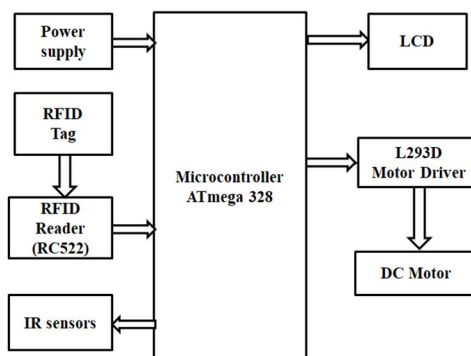 Power
supply
RFID
Tag
RFID
Reader
(RC522)
IR sensors
Microcontroller
ATmega 328
LCD
L293D
Motor Driver
DC Motor